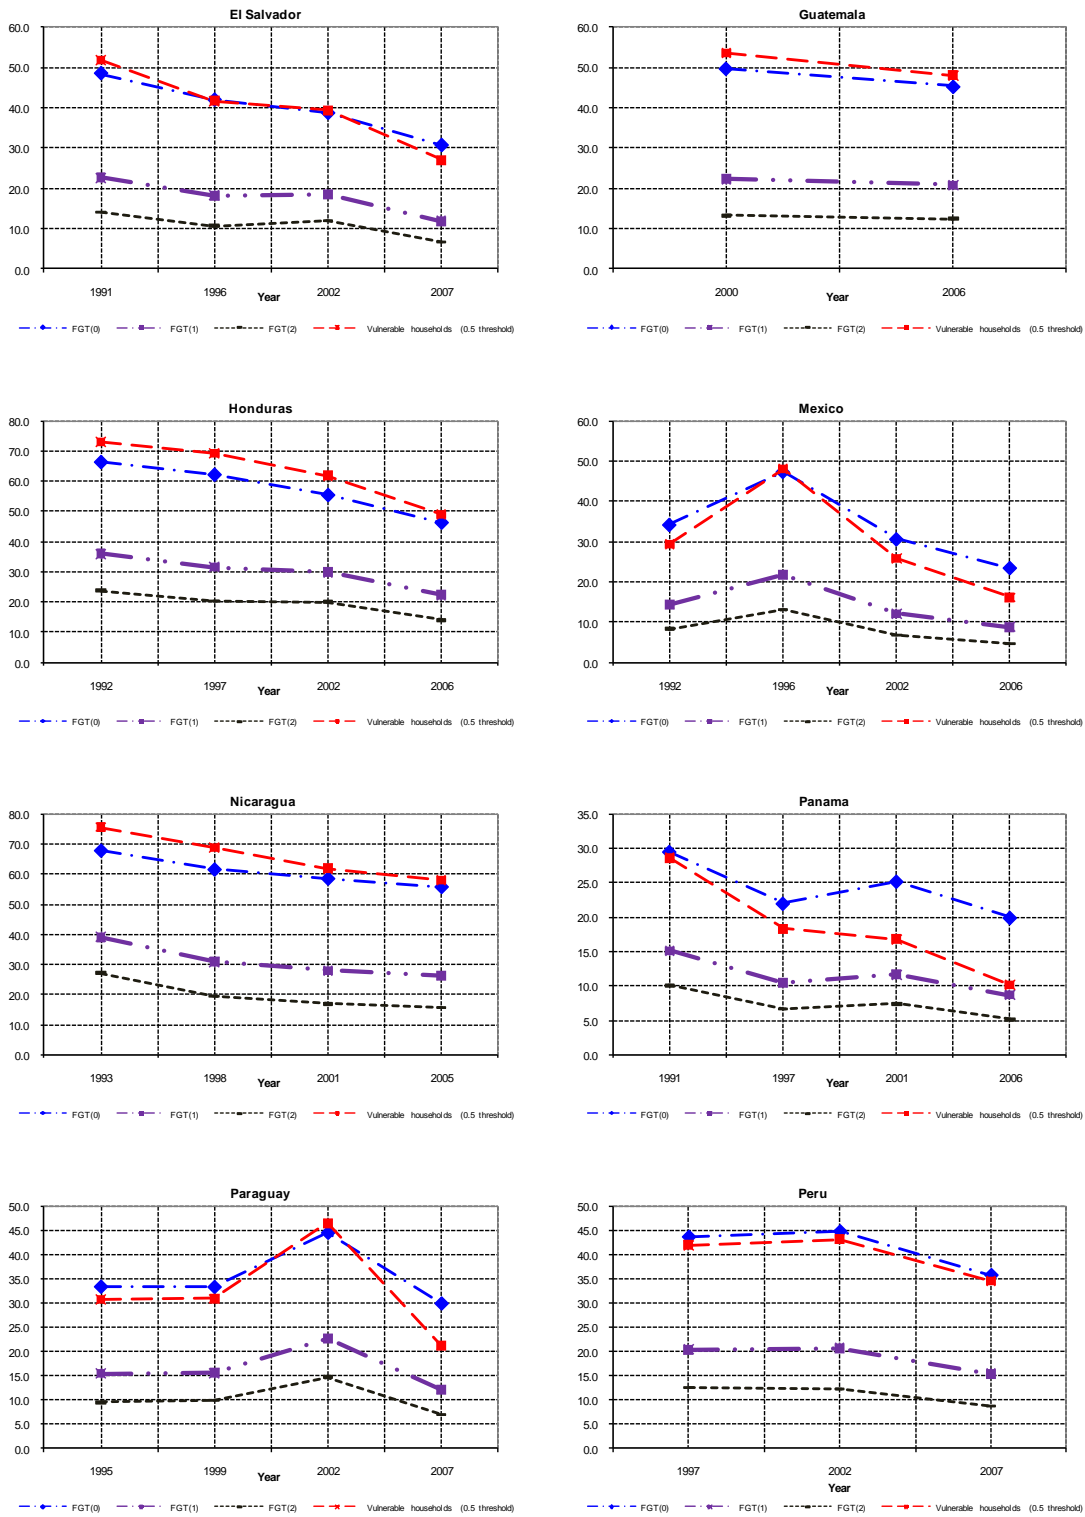 El Salvador
60.0
50.0
40.0
30.0
20.0
10.0
0.0
1991 1996 2002 2007
Year
FGT(0) FGT(1) FGT(2) Vulnerable households (0.5 threshold)
Guatemala
60.0
50.0
40.0
30.0
20.0
10.0
0.0
2000 2006
Year
FGT(0) FGT(1) FGT(2) Vulnerable households (0.5 threshold)
Honduras
80.0
70.0
60.0
50.0
40.0
30.0
20.0
10.0
0.0
1992 1997 2002 2006
Year
FGT(0) FGT(1) FGT(2) Vulnerable households (0.5 threshold)
Mexico
60.0
50.0
40.0
30.0
20.0
10.0
0.0
1992 1996 2002 2006
Year
FGT(0) FGT(1) FGT(2) Vulnerable households (0.5 threshold)
Nicaragua
80.0
70.0
60.0
50.0
40.0
30.0
20.0
10.0
0.0
1993 1998 2001 2005
Year
FGT(0) FGT(1) FGT(2) Vulnerable households (0.5 threshold)
Panama
35.0
30.0
25.0
20.0
15.0
10.0
5.0
0.0
1991 1997 2001 2006
Year
FGT(0) FGT(1) FGT(2) Vulnerable households (0.5 threshold)
Paraguay
50.0
45.0
40.0
35.0
30.0
25.0
20.0
15.0
10.0
5.0
0.0
1995 1999 2002 2007
Year
FGT(0) FGT(1) FGT(2) Vulnerable households (0.5 threshold)
Peru
50.0
45.0
40.0
35.0
30.0
25.0
20.0
15.0
10.0
5.0
0.0
1997 2002 2007
Year
FGT(0) FGT(1) FGT(2) Vulnerable households (0.5 threshold)